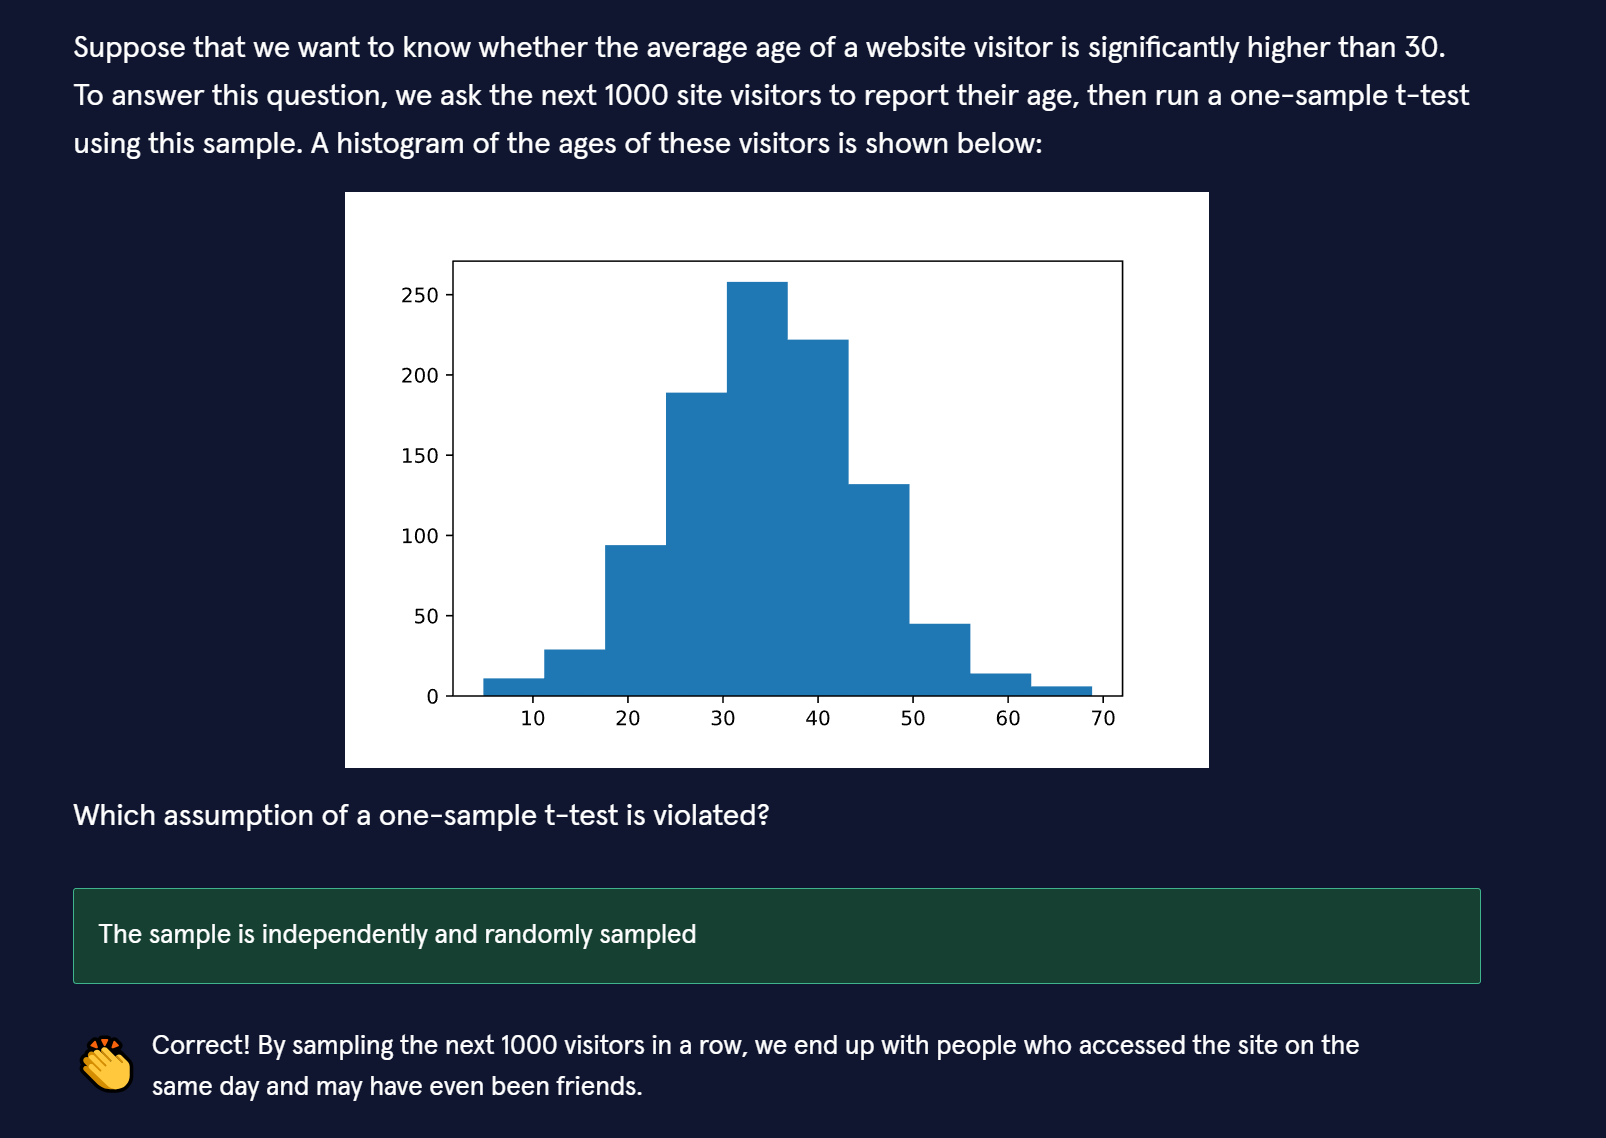 Suppose that we want to know whether the average age of a website visitor is significantly higher than 30.
To answer this question, we ask the next 1000 site visitors to report their age, then run a one-sample t-test
using this sample. A histogram of the ages of these visitors is shown below:
250
200
150
100
50
0
10 20 30 40 50 60 70
Which assumption of a one-sample t-test is violated?
The sample is independently and randomly sampled
Correct! By sampling the next 1000 visitors in a row, we end up with people who accessed the site on the
same day and may have even been friends.